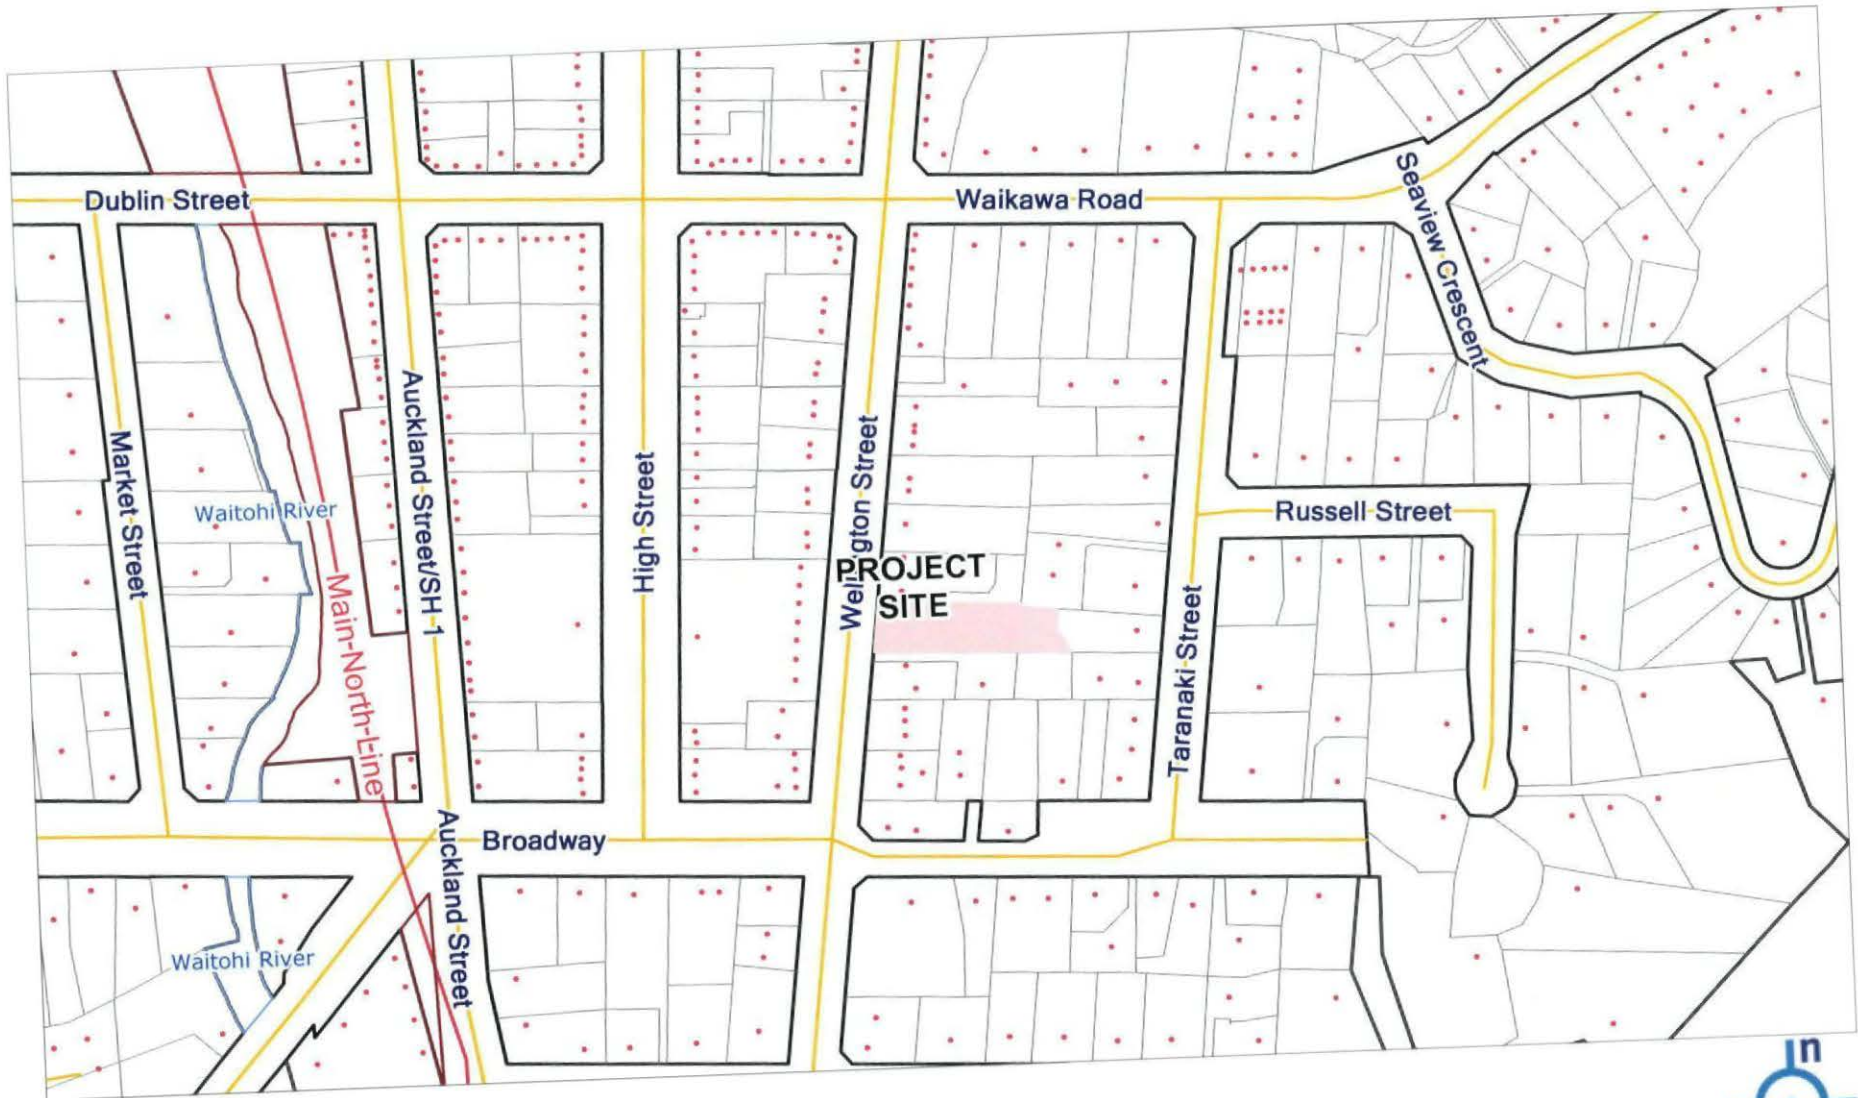 Dublin Street
Waikawa Road
Seaview Crescent
Market Street
Waitohi River
Main North Line
Auckland Street/SH 1
High Street
Wellington Street
PROJECT
SITE
Russell Street
Taranaki Street
Broadway
Auckland Street
Waitohi River
n